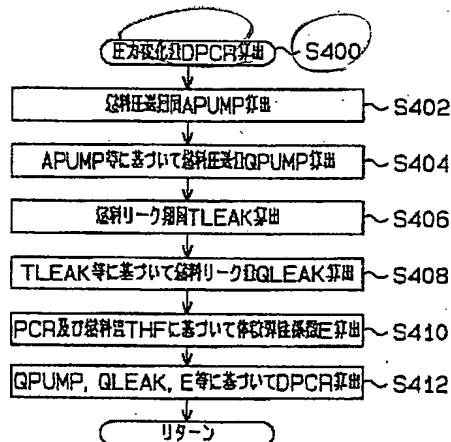 圧力変化量DPCR算出
S400
燃料圧送期間APUMP算出
S402
APUMP等に基づいて燃料圧送量QPUMP算出
S404
燃料リーク期間TLEAK算出
S406
TLEAK等に基づいて燃料リーク量QLEAK算出
S408
PCR及び燃料温THFに基づいて体積弾性係数E算出
S410
QPUMP, QLEAK, E等に基づいてDPCR算出
S412
リターン